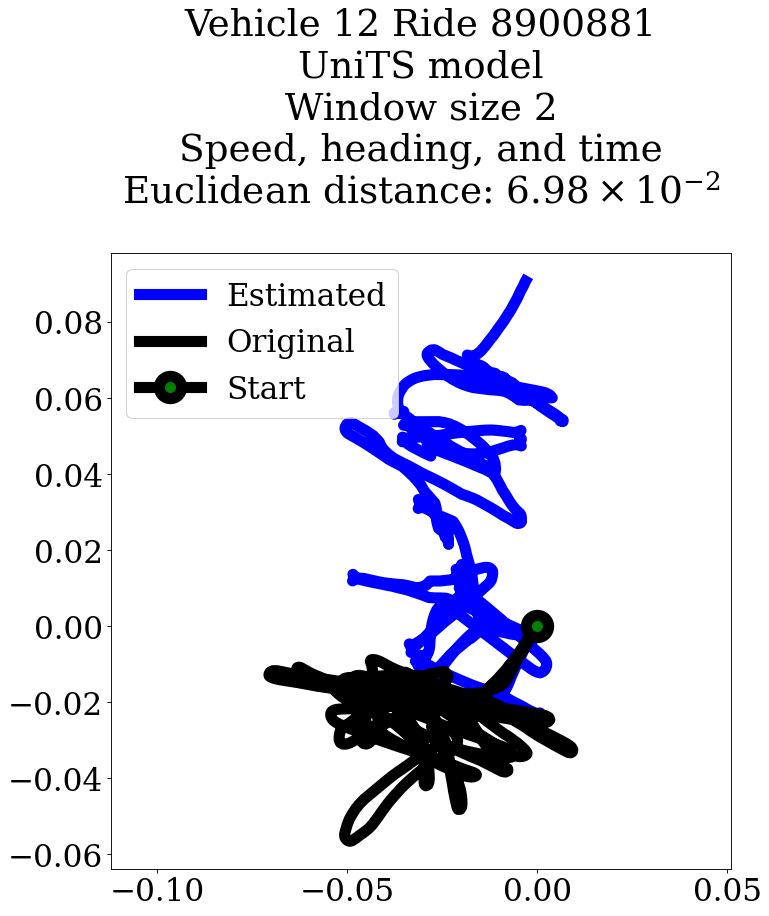 Vehicle 12 Ride 8900881
UniTS model
Window size 2
Speed, heading, and time
Euclidean distance: 6.98 × 10⁻²
Estimated
Original
Start
0.08
0.06
0.04
0.02
0.00
−0.02
−0.04
−0.06
−0.10 −0.05 0.00 0.05